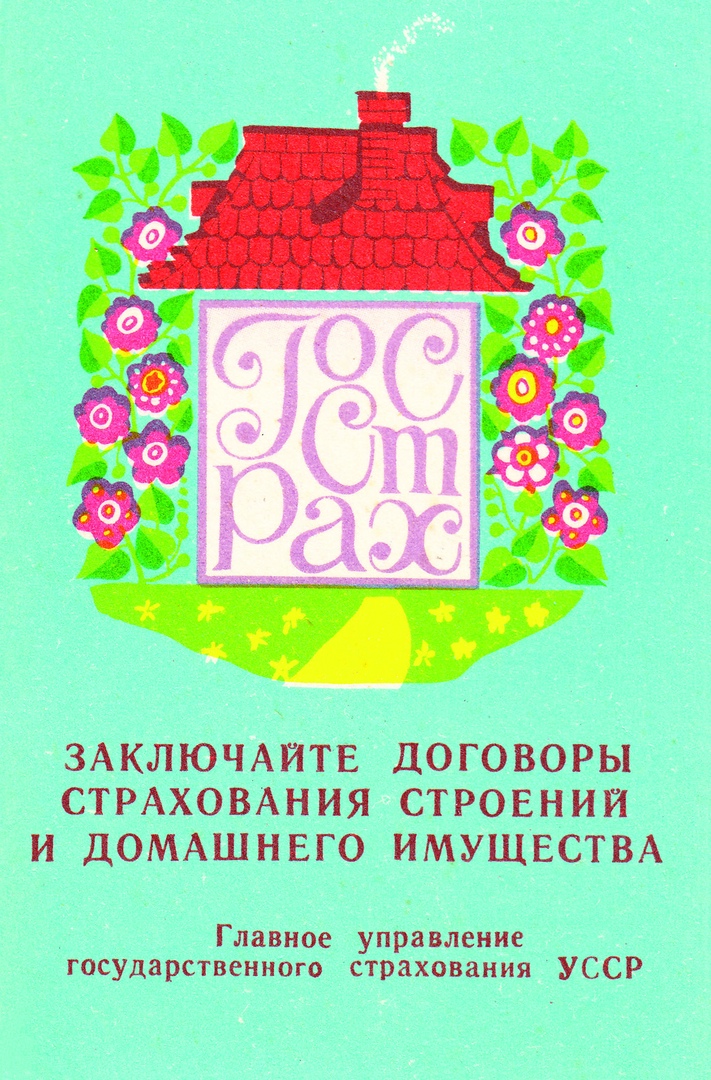 Гос
Ст
рах
ЗАКЛЮЧАЙТЕ ДОГОВОРЫ
СТРАХОВАНИЯ СТРОЕНИЙ
И ДОМАШНЕГО ИМУЩЕСТВА
Главное управление
государственного страхования УССР